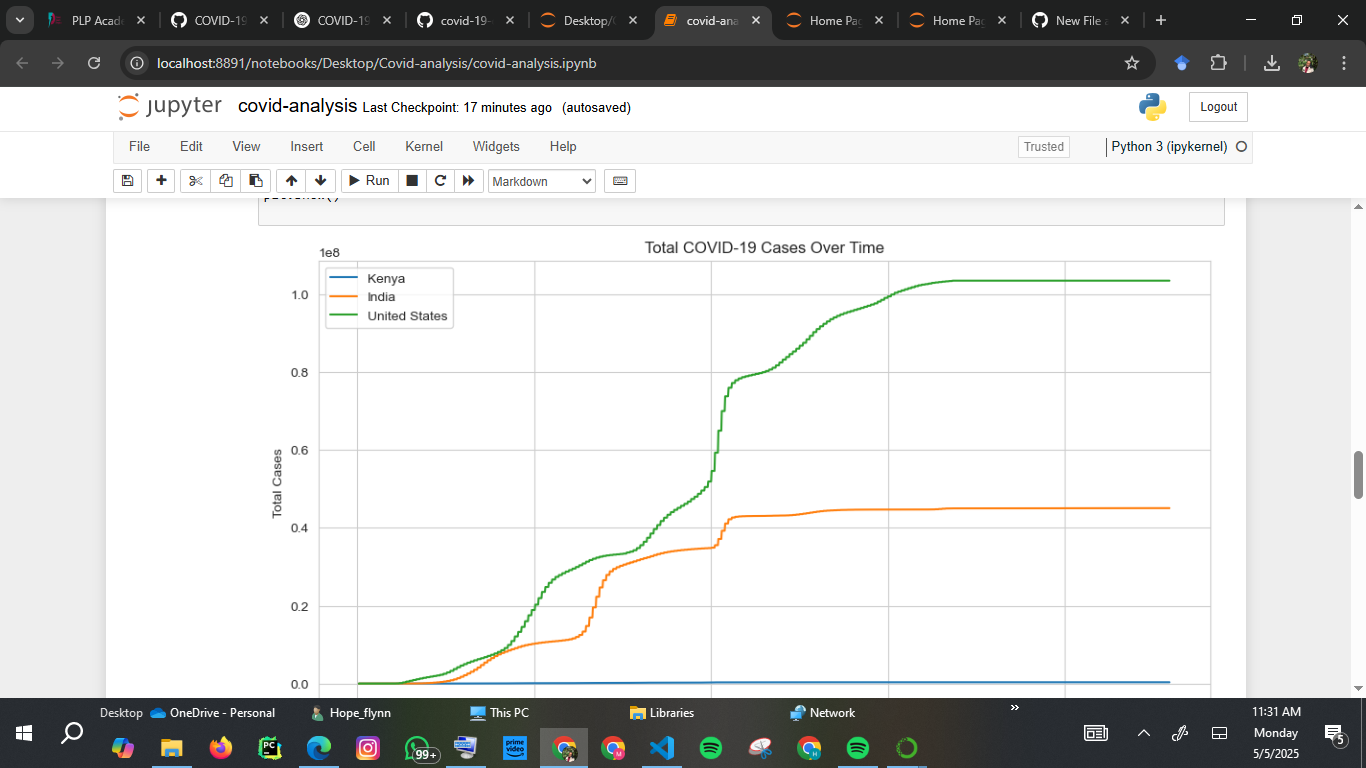 PLP Acade
COVID-19
COVID-19
covid-19-
Desktop/C
covid-ana
Home Pag
Home Pag
New File a
localhost:8891/notebooks/Desktop/Covid-analysis/covid-analysis.ipynb
jupyter covid-analysis Last Checkpoint: 17 minutes ago (autosaved)
Logout
File Edit View Insert Cell Kernel Widgets Help
Trusted
Python 3 (ipykernel)
Run
Markdown
1e8
Total COVID-19 Cases Over Time
Kenya
India
United States
1.0
0.8
0.6
0.4
0.2
0.0
Total Cases
Desktop
OneDrive - Personal
Hope_flynn
This PC
Libraries
Network
PC
99+
prime video
M
H
11:31 AM
Monday
5/5/2025
5